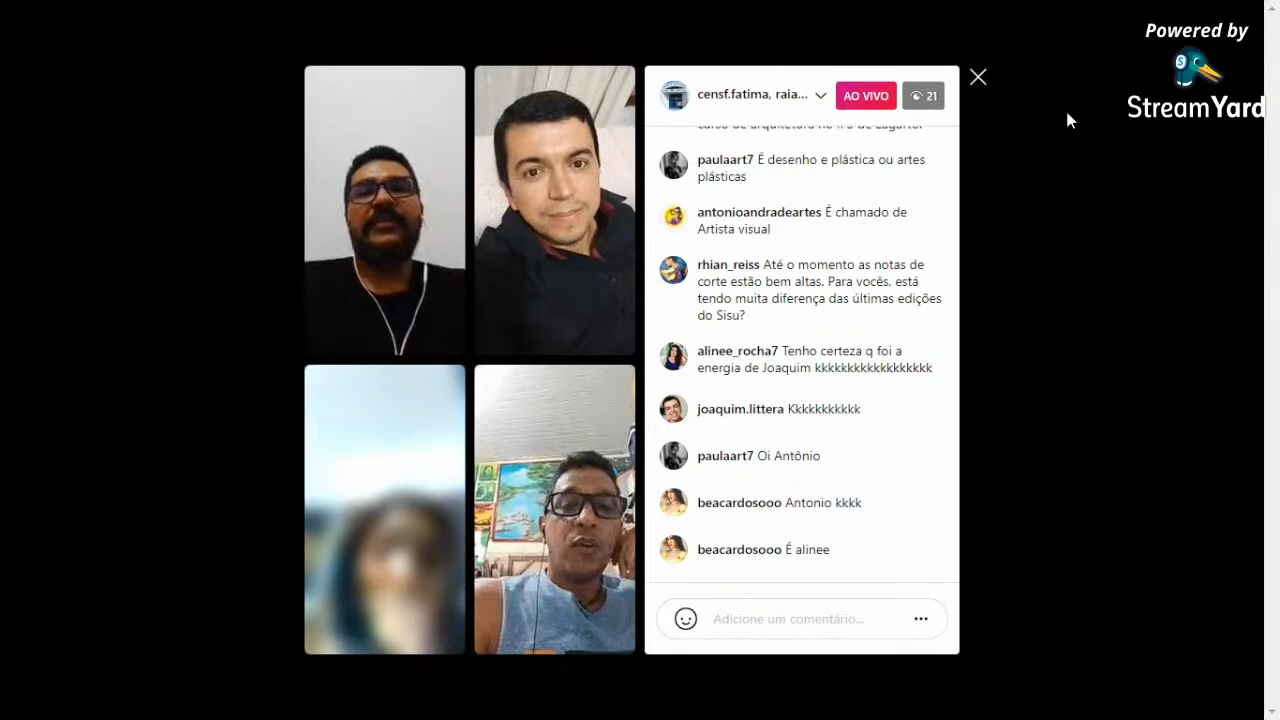 Powered by
StreamYard
censf.fatima, raia...
AO VIVO
21
paulaart7 É desenho e plástica ou artes
plásticas
antonioandradeartes É chamado de
Artista visual
rhian_reiss Até o momento as notas de
corte estão bem altas. Para vocês, está
tendo muita diferença das últimas edições
do Sisu?
alinee_rocha7 Tenho certeza q foi a
energia de Joaquim kkkkkkkkkkkkkkkkkk
joaquim.littera Kkkkkkkkkkk
paulaart7 Oi Antônio
beacardosooo Antonio kkkk
beacardosooo É alinee
Adicione um comentário...